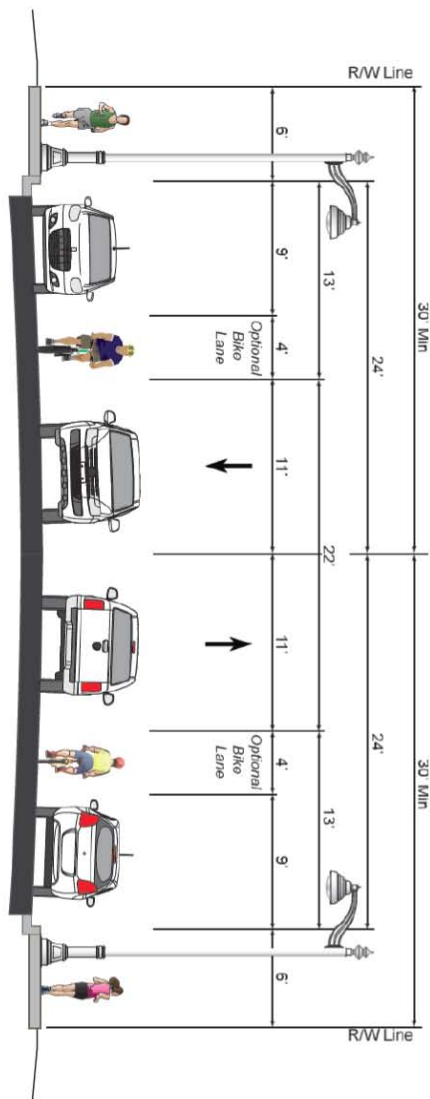 R/W Line
30' Min
30' Min
24'
24'
13'
22'
13'
6'
9'
4'
11'
11'
4'
9'
6'
Optional
Bike
Lane
Optional
Bike
Lane
R/W Line